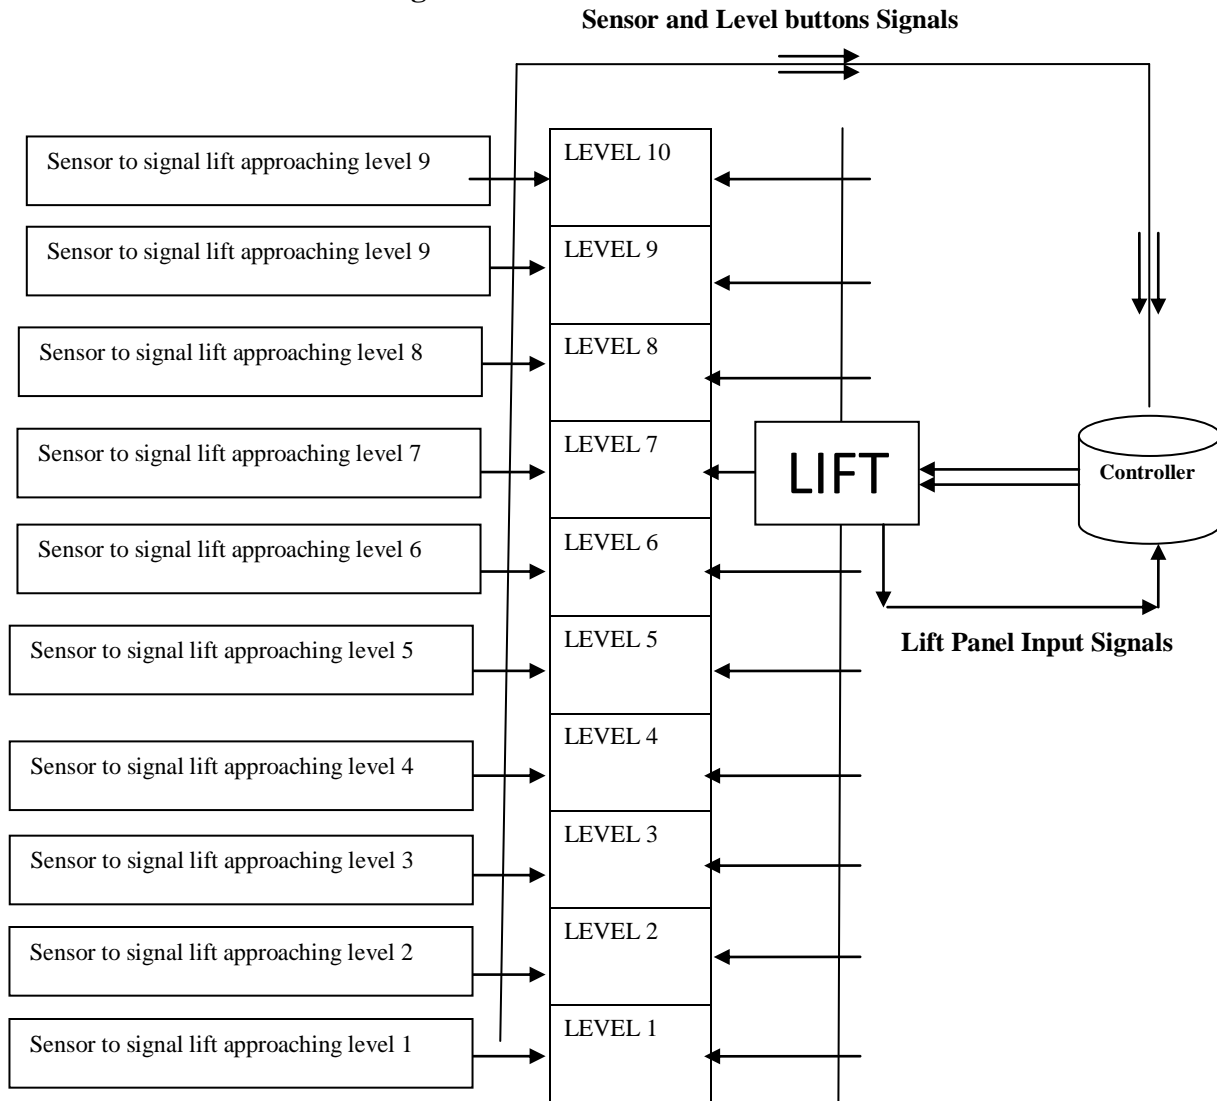 Sensor and Level buttons Signals
Sensor to signal lift approaching level 9
LEVEL 10
Sensor to signal lift approaching level 9
LEVEL 9
Sensor to signal lift approaching level 8
LEVEL 8
Sensor to signal lift approaching level 7
LEVEL 7
LIFT
Controller
Sensor to signal lift approaching level 6
LEVEL 6
Sensor to signal lift approaching level 5
LEVEL 5
Lift Panel Input Signals
Sensor to signal lift approaching level 4
LEVEL 4
Sensor to signal lift approaching level 3
LEVEL 3
Sensor to signal lift approaching level 2
LEVEL 2
Sensor to signal lift approaching level 1
LEVEL 1